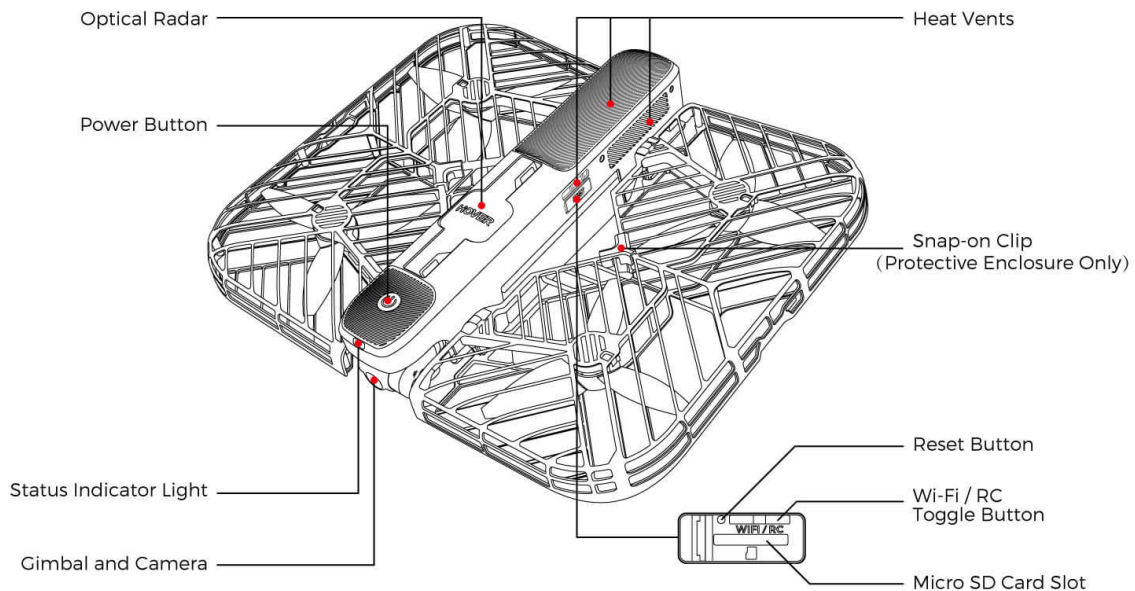 Optical Radar
Heat Vents
Power Button
HOVER
Snap-on Clip
(Protective Enclosure Only)
Reset Button
Status Indicator Light
Wi-Fi / RC
Toggle Button
WIFI/RC
Gimbal and Camera
Micro SD Card Slot